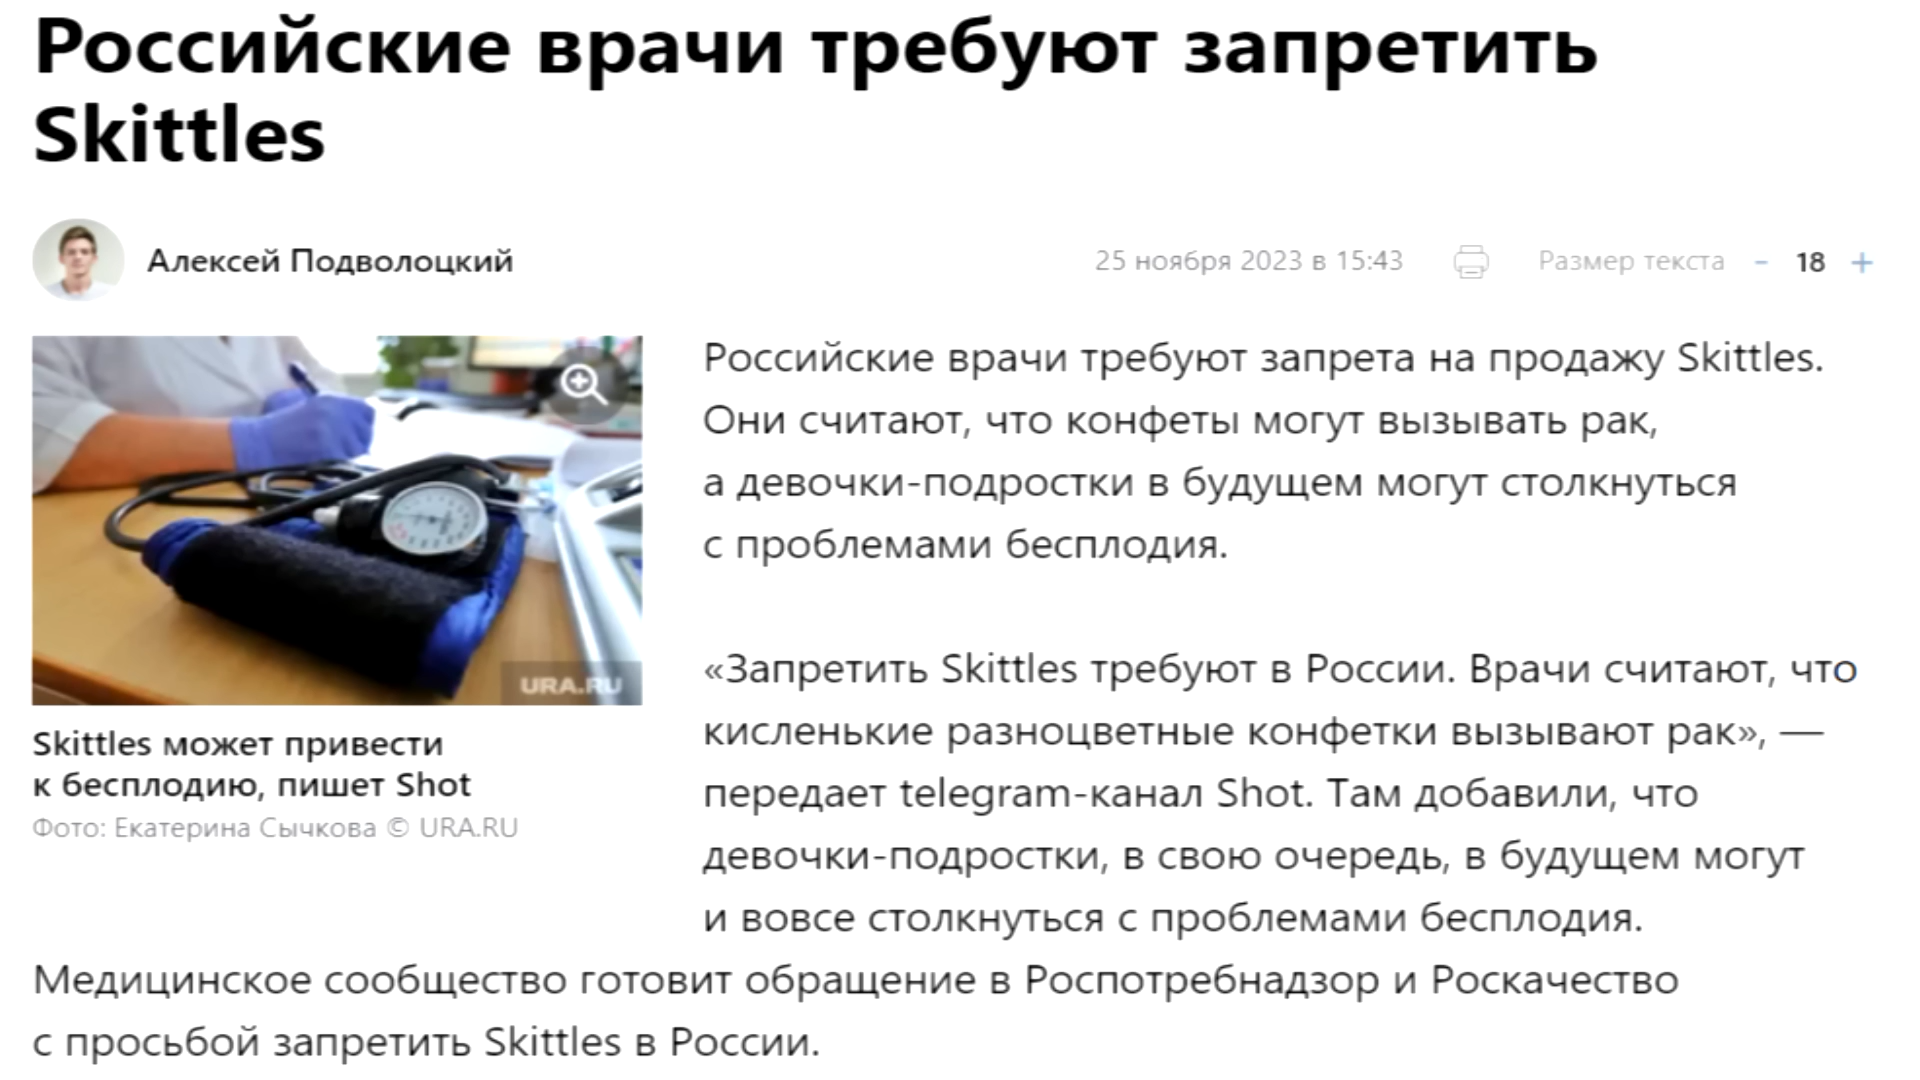 Российские врачи требуют запретить
Skittles
Алексей Подволоцкий
25 ноября 2023 в 15:43
Размер текста - 18 +
URA.RU
Skittles может привести
к бесплодию, пишет Shot
Фото: Екатерина Сычкова © URA.RU
Российские врачи требуют запрета на продажу Skittles.
Они считают, что конфеты могут вызывать рак,
а девочки-подростки в будущем могут столкнуться
с проблемами бесплодия.
«Запретить Skittles требуют в России. Врачи считают, что
кисленькие разноцветные конфетки вызывают рак», —
передает telegram-канал Shot. Там добавили, что
девочки-подростки, в свою очередь, в будущем могут
и вовсе столкнуться с проблемами бесплодия.
Медицинское сообщество готовит обращение в Роспотребнадзор и Роскачество
с просьбой запретить Skittles в России.